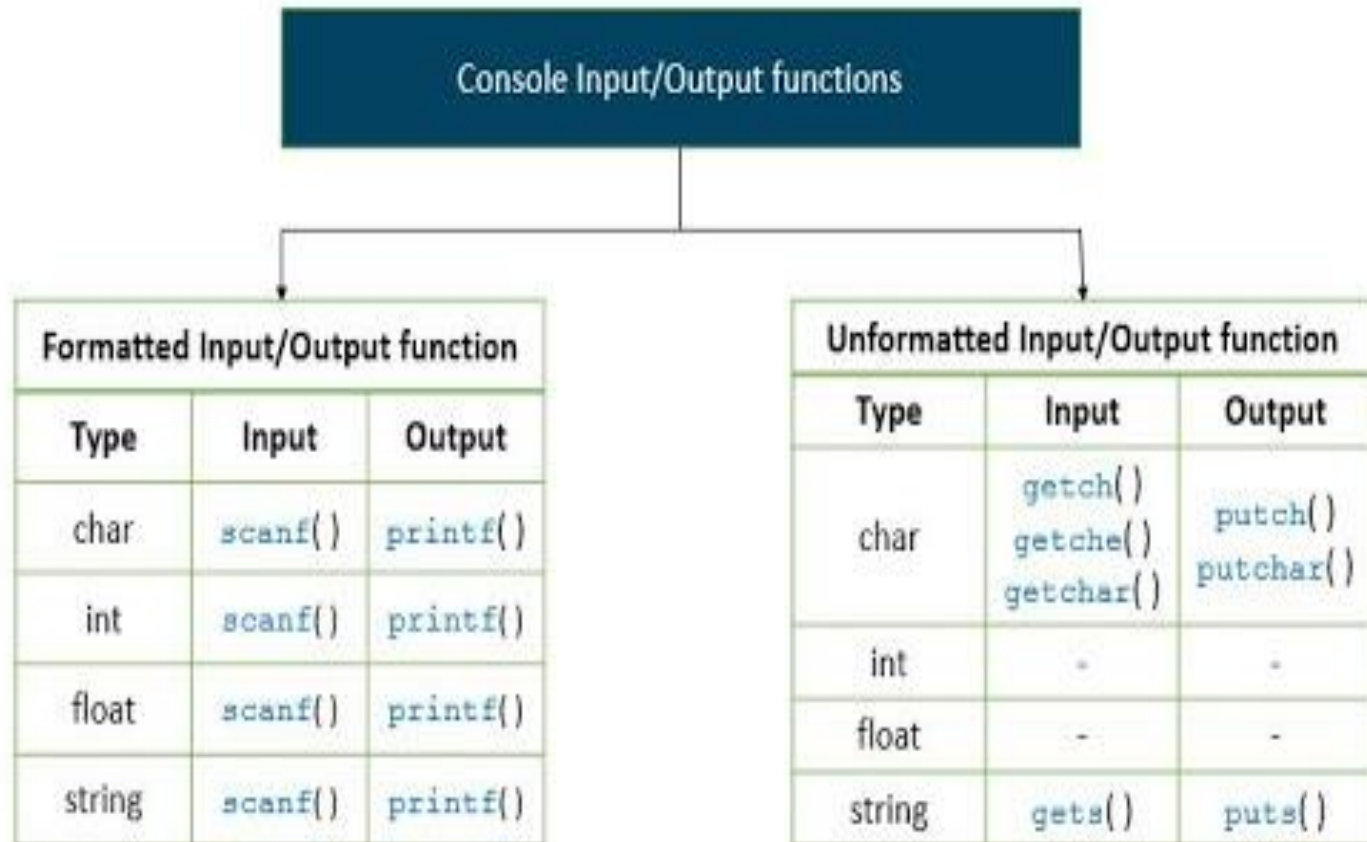 Console Input/Output functions
Formatted Input/Output function
Type Input Output
char scanf() printf()
int scanf() printf()
float scanf() printf()
string scanf() printf()
Unformatted Input/Output function
Type Input Output
char
getch()
getche()
getchar()
putch()
putchar()
int - -
float - -
string gets() puts()